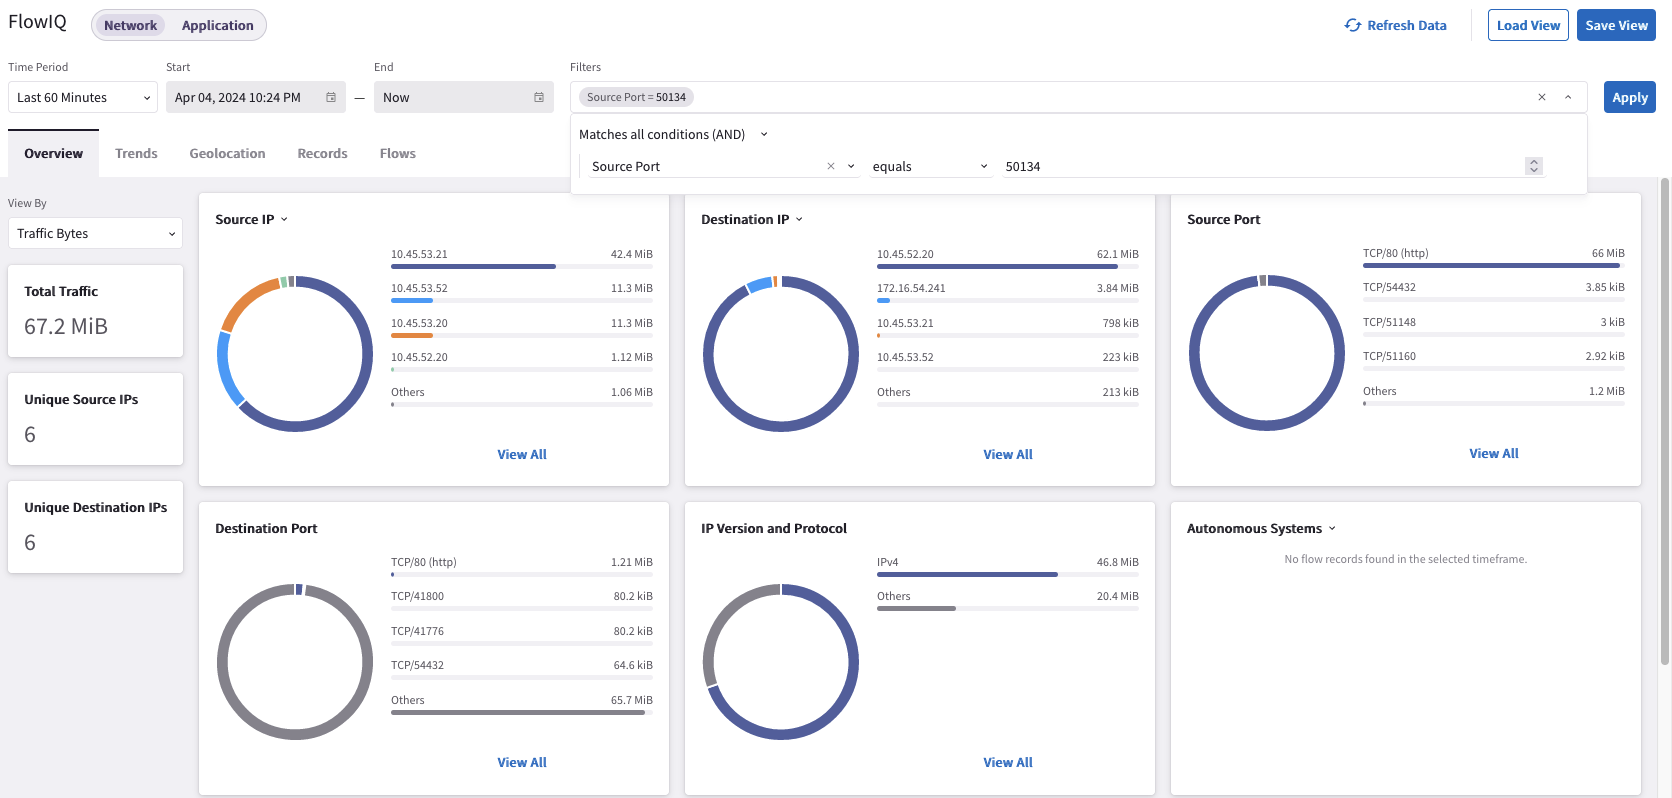 FlowIQ
Network
Application
Refresh Data
Load View
Save View
Time Period
Start
End
Filters
Last 60 Minutes
Apr 04, 2024 10:24 PM
—
Now
Source Port = 50134
Apply
Matches all conditions (AND)
Source Port
equals
50134
Overview
Trends
Geolocation
Records
Flows
View By
Traffic Bytes
Total Traffic
67.2 MiB
Unique Source IPs
6
Unique Destination IPs
6
Source IP
10.45.53.21 42.4 MiB
10.45.53.52 11.3 MiB
10.45.53.20 11.3 MiB
10.45.52.20 1.12 MiB
Others 1.06 MiB
View All
Destination IP
10.45.52.20 62.1 MiB
172.16.54.241 3.84 MiB
10.45.53.21 798 kiB
10.45.53.52 223 kiB
Others 213 kiB
View All
Source Port
TCP/80 (http) 66 MiB
TCP/54432 3.85 kiB
TCP/51148 3 kiB
TCP/51160 2.92 kiB
Others 1.2 MiB
View All
Destination Port
TCP/80 (http) 1.21 MiB
TCP/41800 80.2 kiB
TCP/41776 80.2 kiB
TCP/54432 64.6 kiB
Others 65.7 MiB
View All
IP Version and Protocol
IPv4 46.8 MiB
Others 20.4 MiB
View All
Autonomous Systems
No flow records found in the selected timeframe.